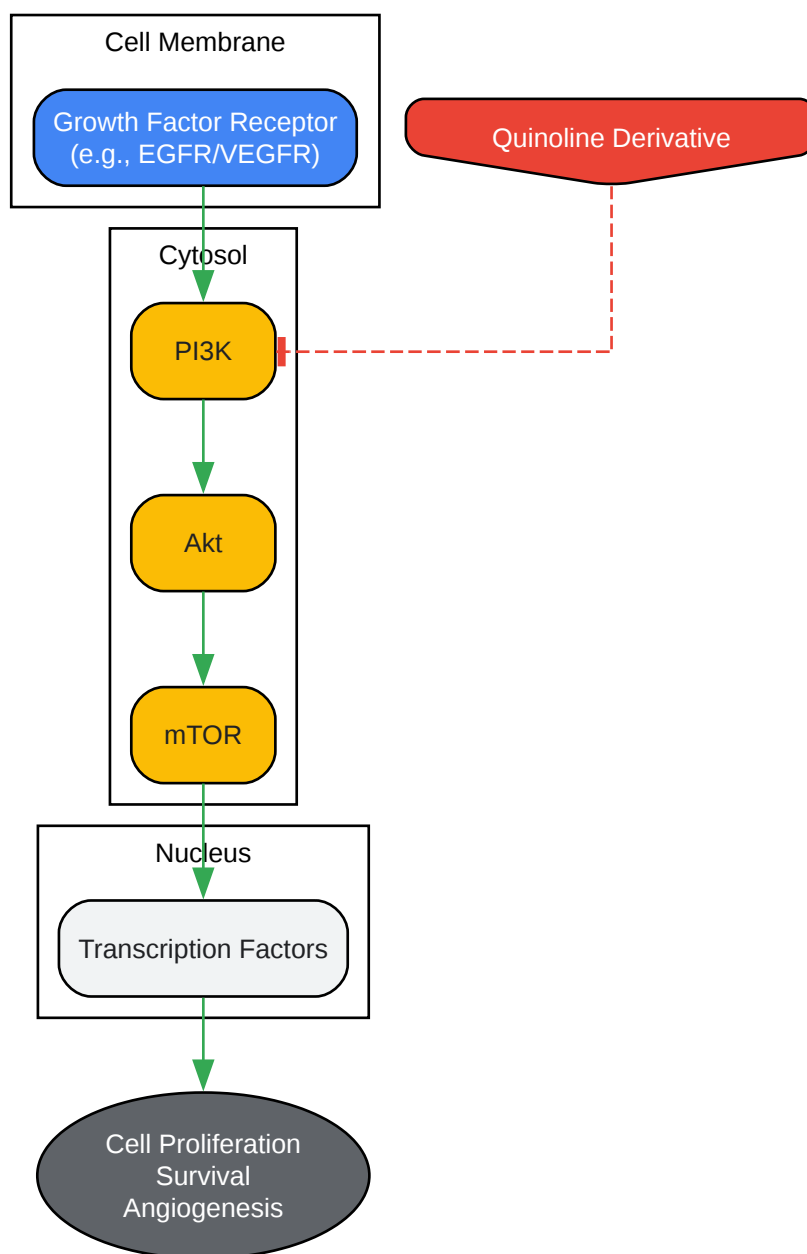 Cell Membrane
Growth Factor Receptor
(e.g., EGFR/VEGFR)
Quinoline Derivative
Cytosol
PI3K
Akt
mTOR
Nucleus
Transcription Factors
Cell Proliferation
Survival
Angiogenesis